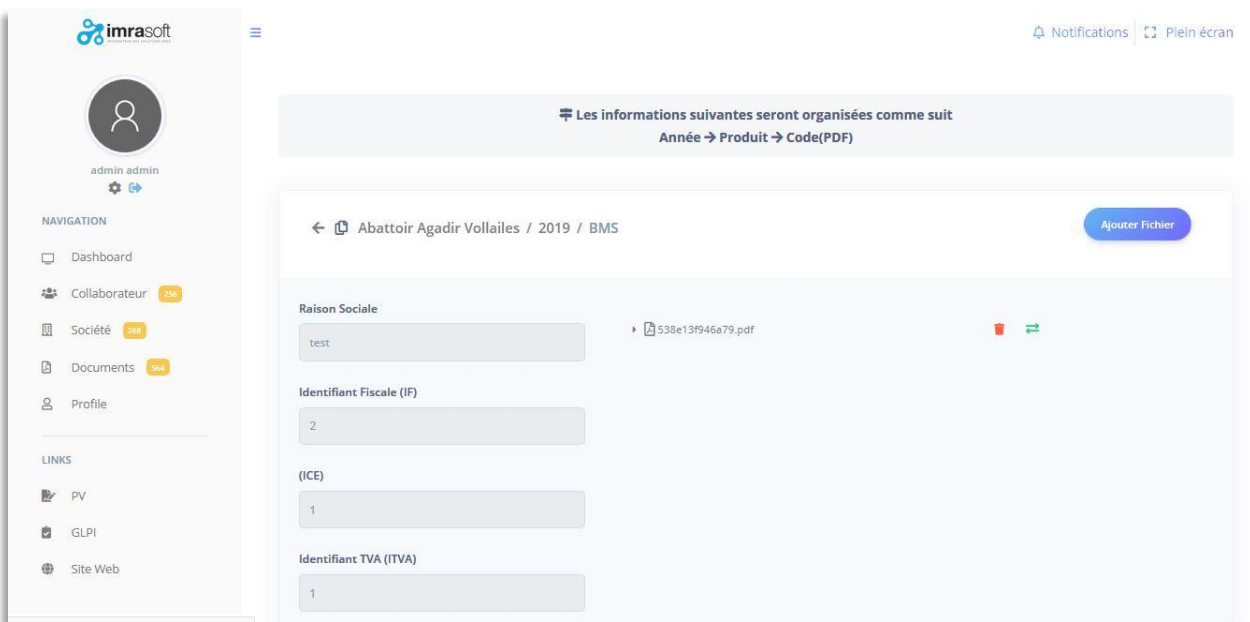 imrasoft
Notifications
Plein écran
admin admin
NAVIGATION
Dashboard
Collaborateur 256
Société 268
Documents 564
Profile
LINKS
PV
GLPI
Site Web
Les informations suivantes seront organisées comme suit
Année → Produit → Code(PDF)
Abattoir Agadir Vollailes / 2019 / BMS
Ajouter Fichier
Raison Sociale
test
538e13f946a79.pdf
Identifiant Fiscale (IF)
2
(ICE)
1
Identifiant TVA (ITVA)
1